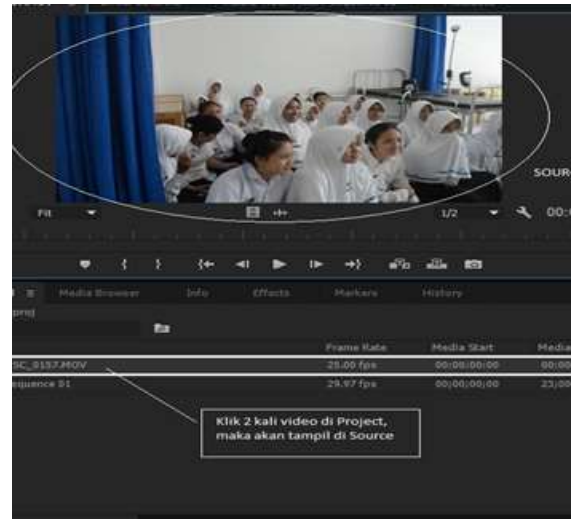 SOUR
Fit
1/2
00:
Media Browser
Info
Effects
Markers
History
proj
Frame Rate
Media Start
Media
SC_0157.MOV
25.00 fps
00:00:00:00
00:00
equence 01
29.97 fps
00;00;00;00
23;00
Klik 2 kali video di Project,
maka akan tampil di Source